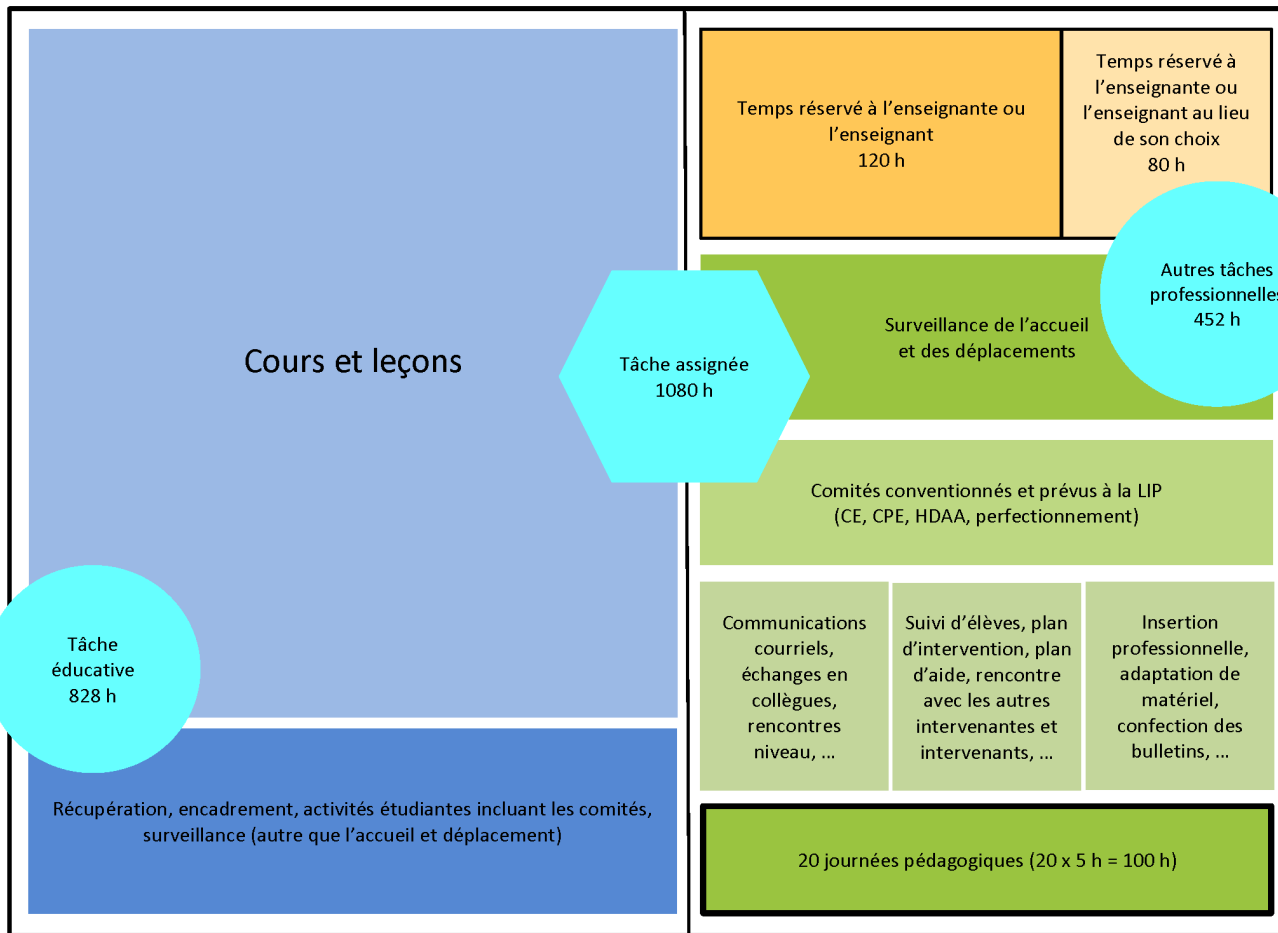 Cours et leçons
Tâche
éducative
828 h
Récupération, encadrement, activités étudiantes incluant les comités,
surveillance (autre que l'accueil et déplacement)
Tâche assignée
1080 h
Temps réservé à l'enseignante ou
l'enseignant
120 h
Temps réservé à
l'enseignante ou
l'enseignant au lieu
de son choix
80 h
Autres tâches
professionnelles
452 h
Surveillance de l'accueil
et des déplacements
Comités conventionnés et prévus à la LIP
(CE, CPE, HDAA, perfectionnement)
Communications
courriels,
échanges en
collègues,
rencontres
niveau, ...
Suivi d'élèves, plan
d'intervention, plan
d'aide, rencontre
avec les autres
intervenantes et
intervenants, ...
Insertion
professionnelle,
adaptation de
matériel,
confection des
bulletins, ...
20 journées pédagogiques (20 x 5 h = 100 h)